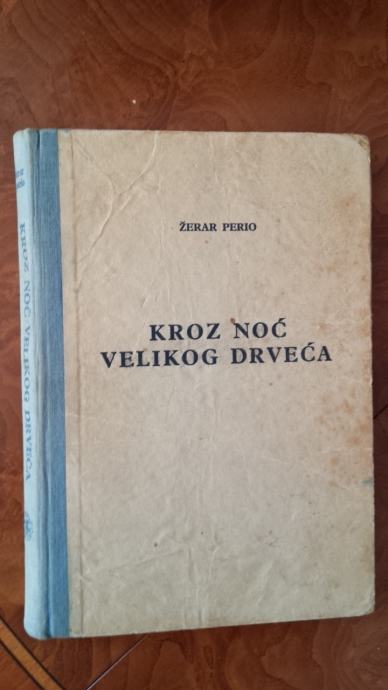 ŽERAR PERIO
KROZ NOĆ
VELIKOG DRVEĆA
KROZ NOĆ VELIKOG DRVEĆA